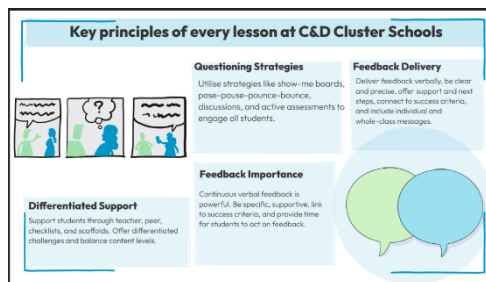 Key principles of every lesson at C&D Cluster Schools
Questioning Strategies
Utilise strategies like show-me boards,
pose-pause-pounce-bounce,
discussions, and active assessments to
engage all students.
Feedback Delivery
Deliver feedback verbally, be clear
and precise, offer support and next
steps, connect to success criteria,
and include individual and
whole-class messages.
?
Feedback Importance
Continuous verbal feedback is
powerful. Be specific, supportive, link
to success criteria, and provide time
for students to act on feedback.
Differentiated Support
Support students through teacher, peer,
checklists, and scaffolds. Offer differentiated
challenges and balance content levels.